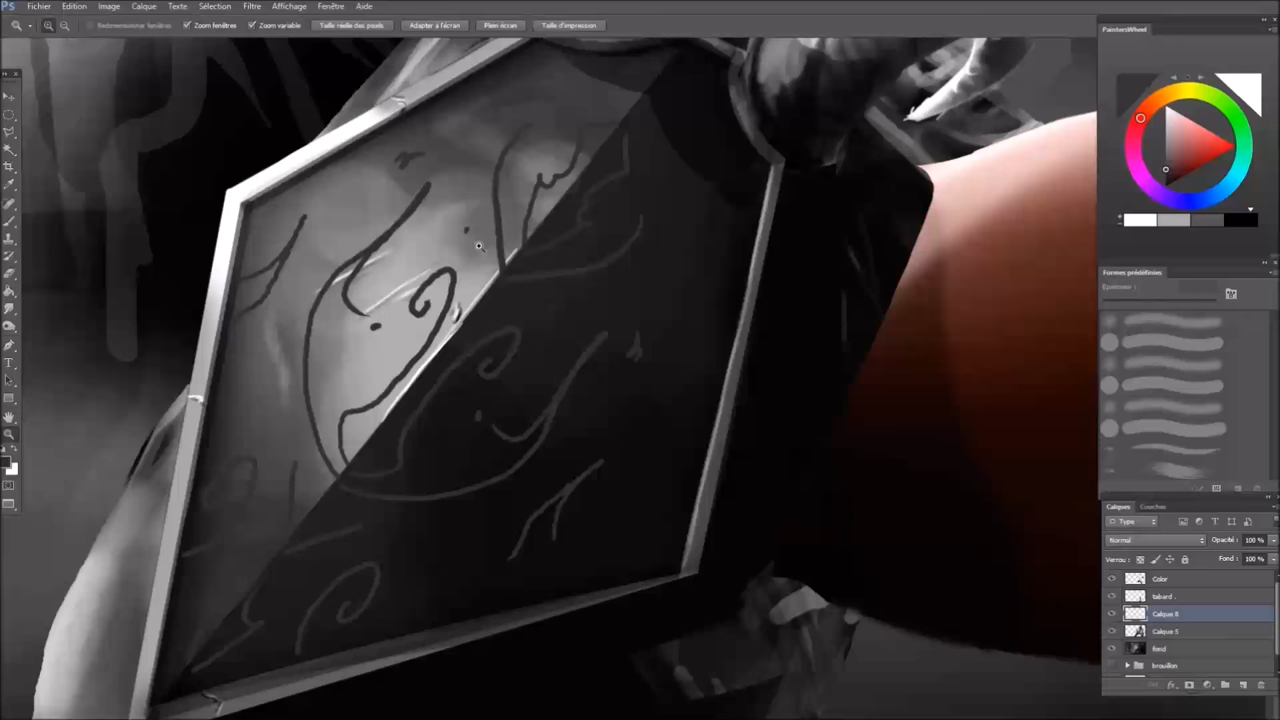 Ps Fichier Edition Image Calque Texte Sélection Filtre Affichage Fenêtre Aide
Redimensionner fenêtres Zoom fenêtres Zoom variable Taille réelle des pixels Adapter à l'écran Plein écran Taille d'impression
PaintersWheel
Formes prédéfinies
Epaisseur :
Calques Couches
Type
Normal Opacité : 100 %
Verrou : Fond : 100 %
Color
tabard .
Calque 8
Calque 5
fond
brouillon